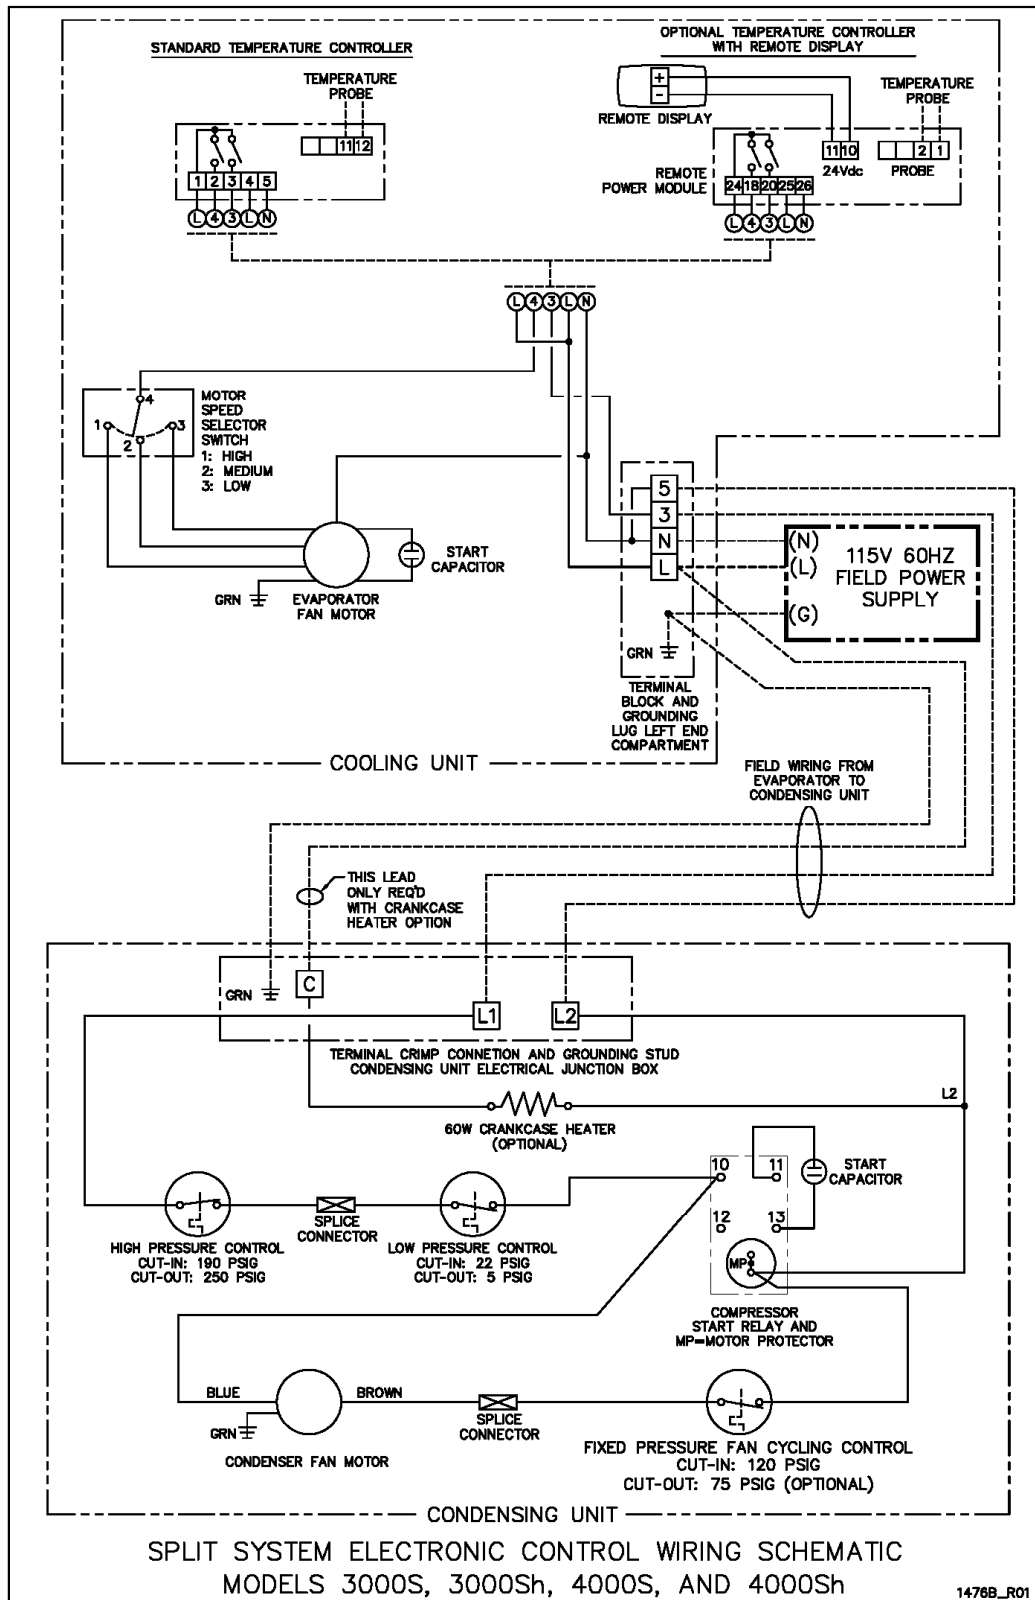 STANDARD TEMPERATURE CONTROLLER
TEMPERATURE
PROBE
11 12
1 2 3 4 5
L 4 3 L N
OPTIONAL TEMPERATURE CONTROLLER
WITH REMOTE DISPLAY
+
-
REMOTE DISPLAY
TEMPERATURE
PROBE
11 10
24Vdc
2 1
PROBE
REMOTE
POWER MODULE
24 18 20 25 26
L 4 3 L N
L 4 3 L N
4
1
2
3
MOTOR
SPEED
SELECTOR
SWITCH
1: HIGH
2: MEDIUM
3: LOW
START
CAPACITOR
GRN
EVAPORATOR
FAN MOTOR
5
3
N
L
GRN
TERMINAL
BLOCK AND
GROUNDING
LUG LEFT END
COMPARTMENT
(N)
(L)
(G)
115V 60HZ
FIELD POWER
SUPPLY
COOLING UNIT
FIELD WIRING FROM
EVAPORATOR TO
CONDENSING UNIT
THIS LEAD
ONLY REQ'D
WITH CRANKCASE
HEATER OPTION
GRN
C
L1
L2
TERMINAL CRIMP CONNETION AND GROUNDING STUD
CONDENSING UNIT ELECTRICAL JUNCTION BOX
L2
60W CRANKCASE HEATER
(OPTIONAL)
10
11
12
13
START
CAPACITOR
MP
HIGH PRESSURE CONTROL
CUT-IN: 190 PSIG
CUT-OUT: 250 PSIG
SPLICE
CONNECTOR
LOW PRESSURE CONTROL
CUT-IN: 22 PSIG
CUT-OUT: 5 PSIG
COMPRESSOR
START RELAY AND
MP=MOTOR PROTECTOR
BLUE
BROWN
GRN
CONDENSER FAN MOTOR
SPLICE
CONNECTOR
FIXED PRESSURE FAN CYCLING CONTROL
CUT-IN: 120 PSIG
CUT-OUT: 75 PSIG (OPTIONAL)
CONDENSING UNIT
SPLIT SYSTEM ELECTRONIC CONTROL WIRING SCHEMATIC
MODELS 3000S, 3000Sh, 4000S, AND 4000Sh
1476B_R01